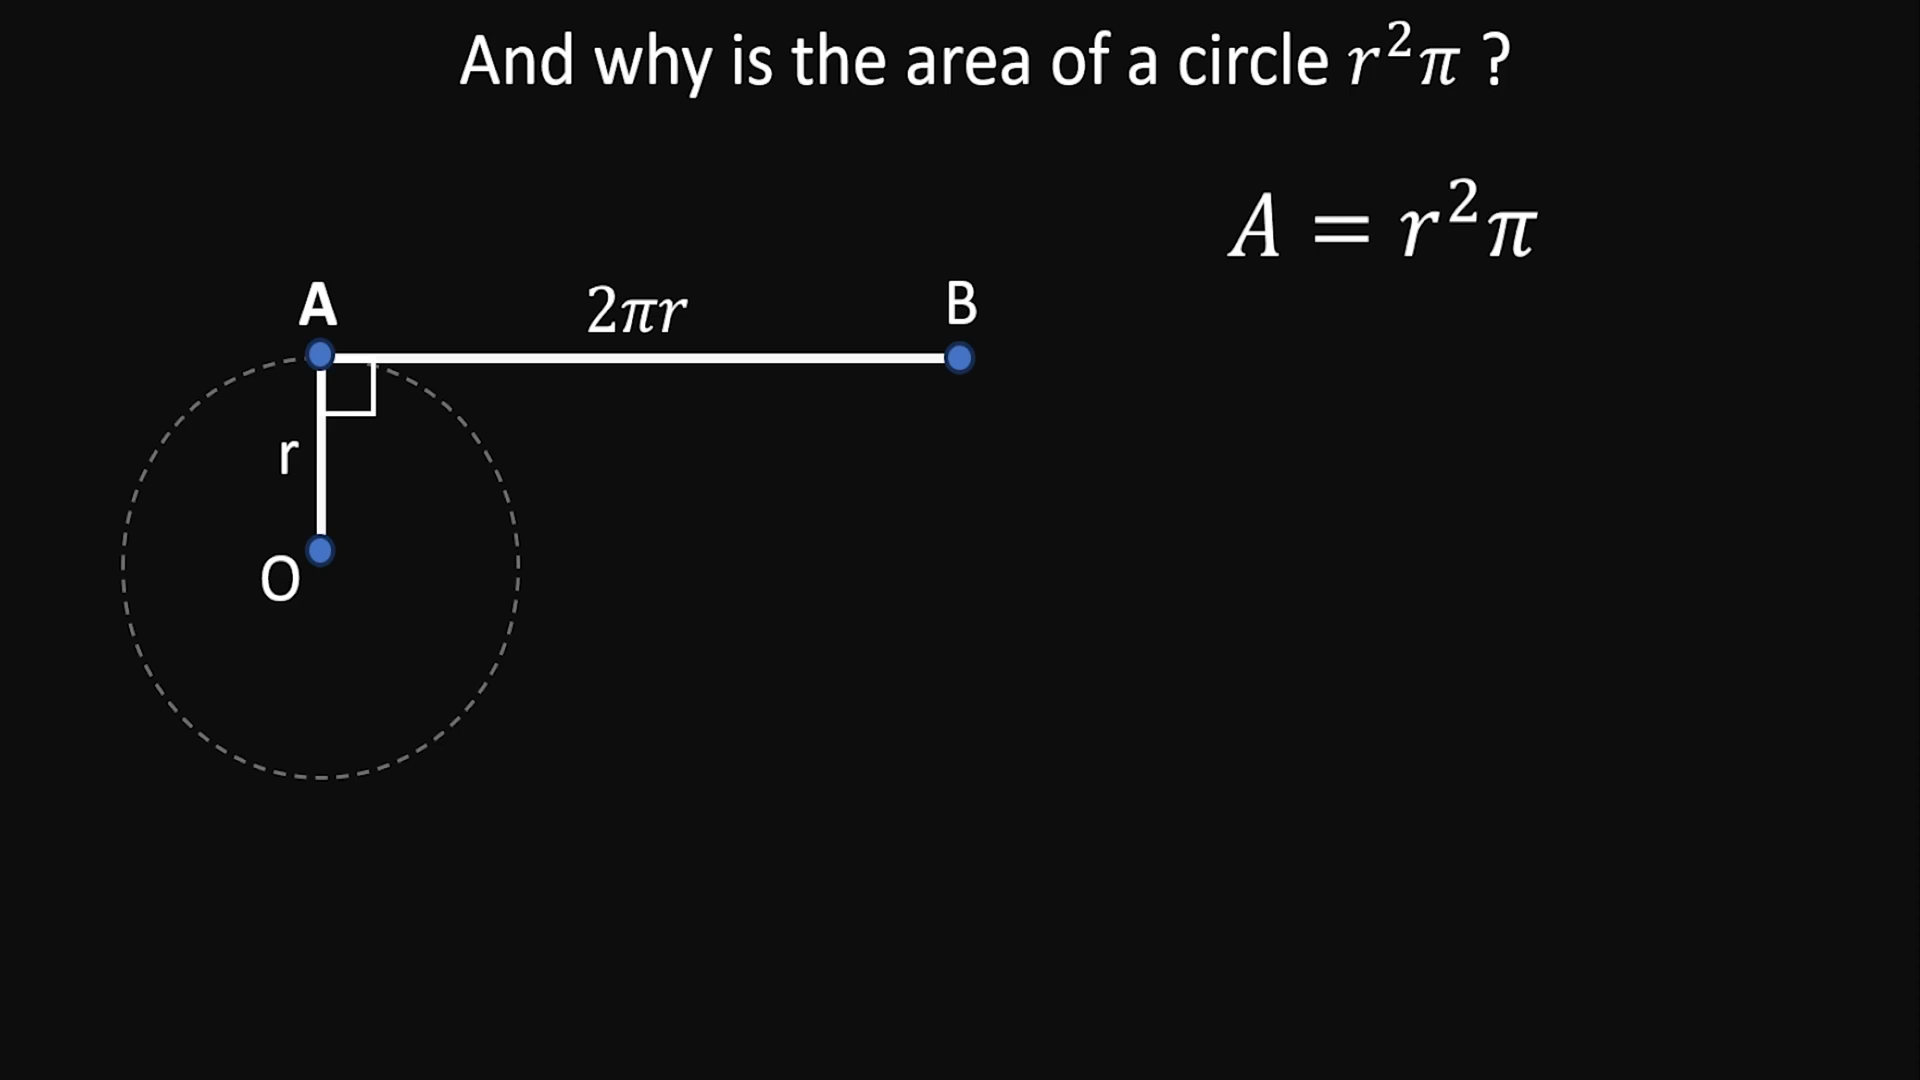 And why is the area of a circle r²π ?
A = r²π
A
2πr
B
r
O